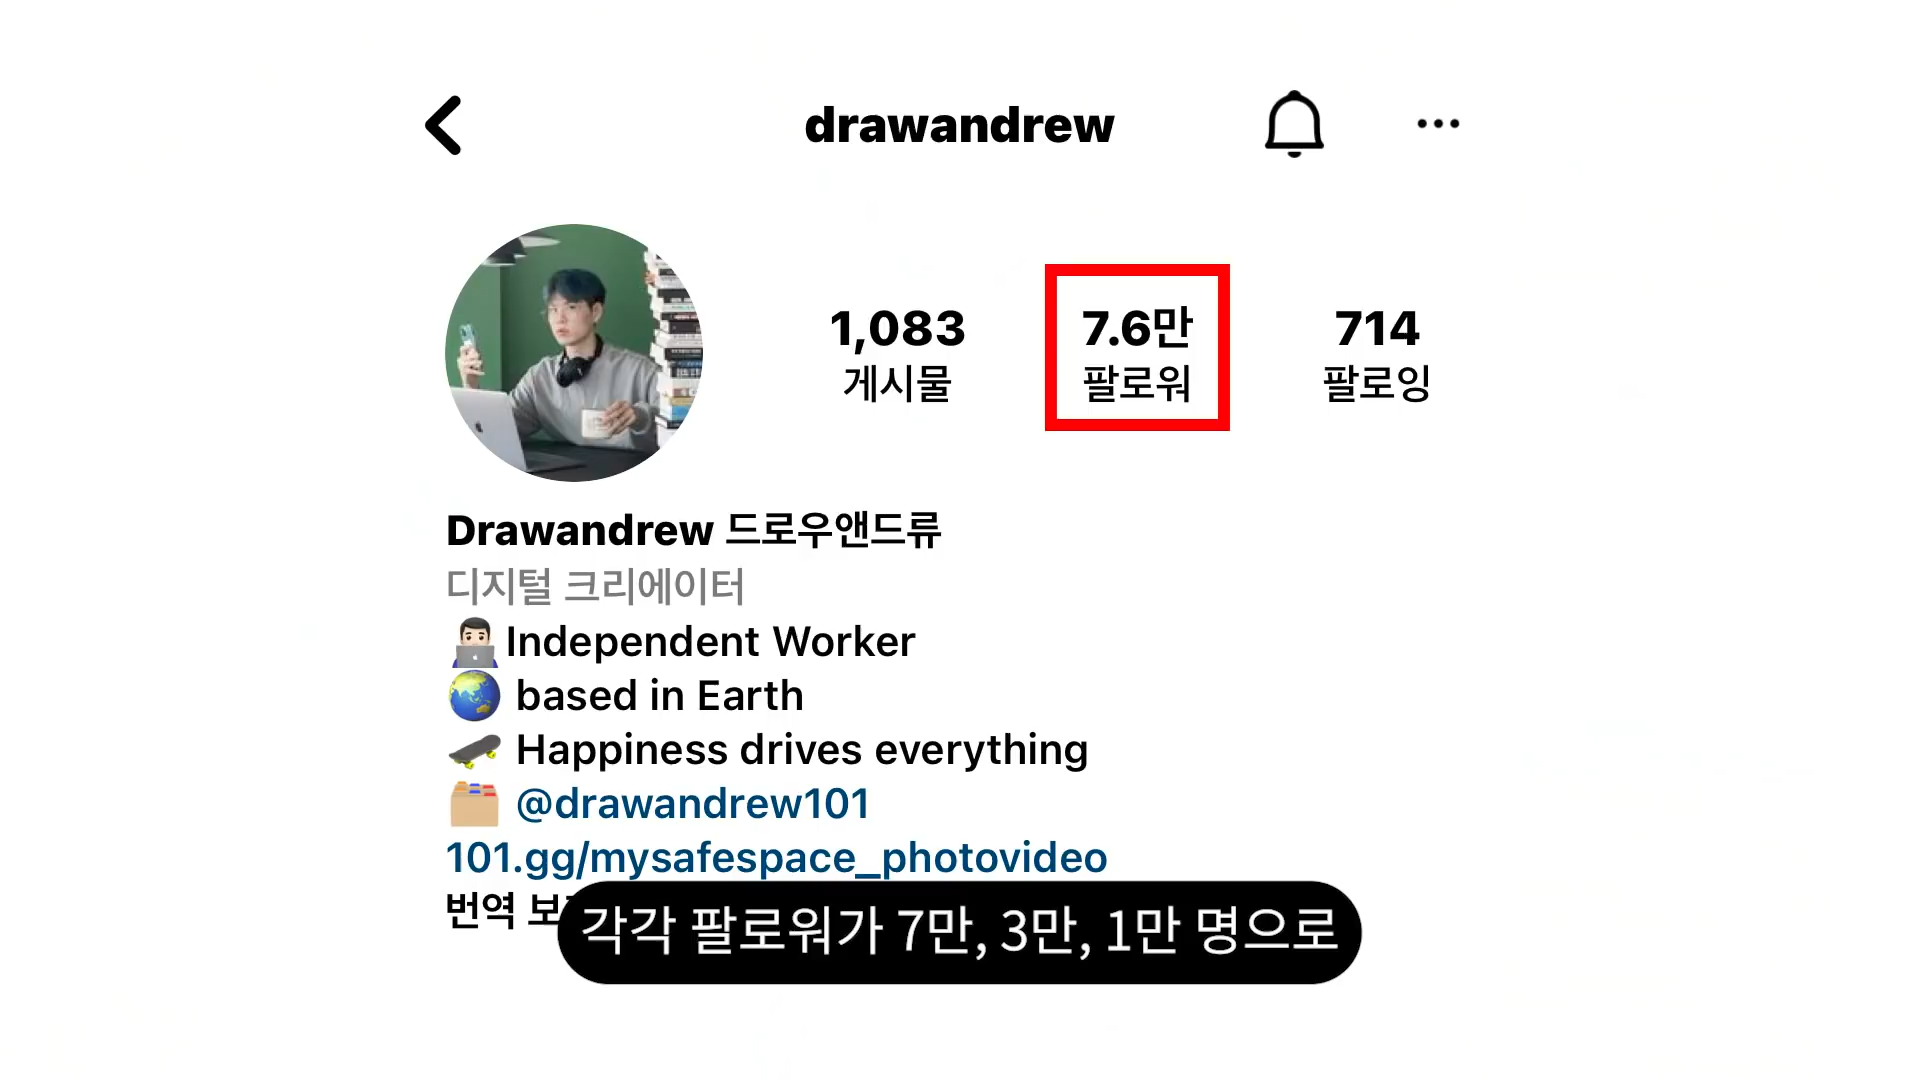 drawandrew
1,083
게시물
7.6만
팔로워
714
팔로잉
Drawandrew 드로우앤드류
디지털 크리에이터
Independent Worker
based in Earth
Happiness drives everything
@drawandrew101
101.gg/mysafespace_photovideo
번역
각각 팔로워가 7만, 3만, 1만 명으로